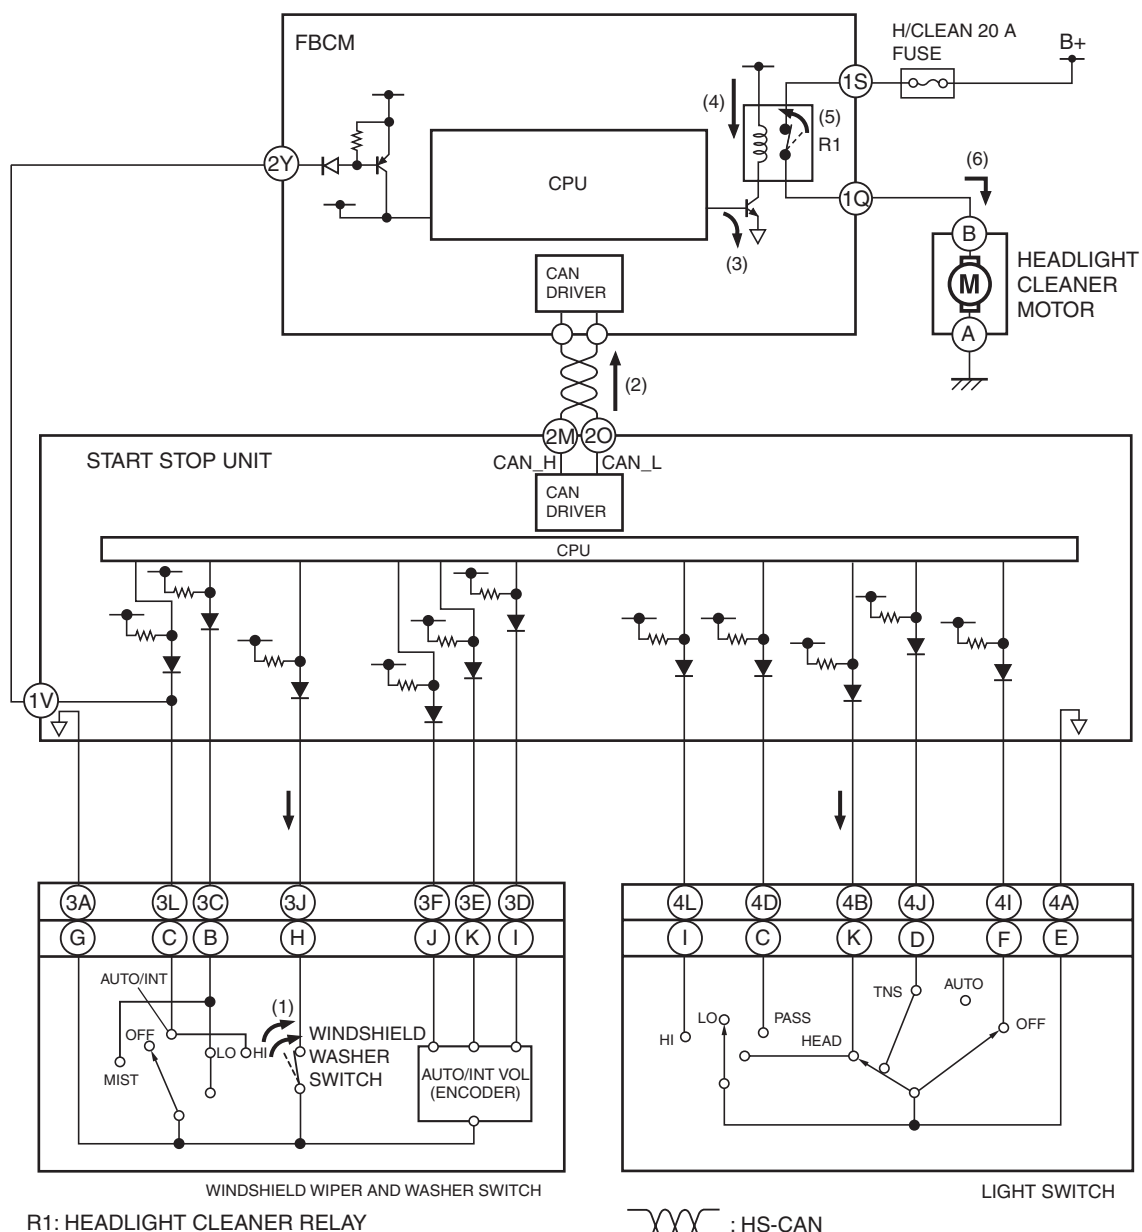 FBCM
H/CLEAN 20 A
FUSE
B+
1S
(4)
(5)
R1
2Y
CPU
(6)
1Q
B
(3)
HEADLIGHT
CLEANER
MOTOR
M
CAN
DRIVER
A
(2)
START STOP UNIT
2M
2O
CAN_H
CAN_L
CAN
DRIVER
CPU
1V
3A
3L
3C
3J
3F
3E
3D
4L
4D
4B
4J
4I
4A
G
C
B
H
J
K
I
I
C
K
D
F
E
AUTO/INT
(1)
OFF
LO
HI
MIST
WINDSHIELD
WASHER
SWITCH
AUTO/INT VOL
(ENCODER)
TNS
AUTO
LO
PASS
OFF
HI
HEAD
WINDSHIELD WIPER AND WASHER SWITCH
LIGHT SWITCH
R1: HEADLIGHT CLEANER RELAY
: HS-CAN